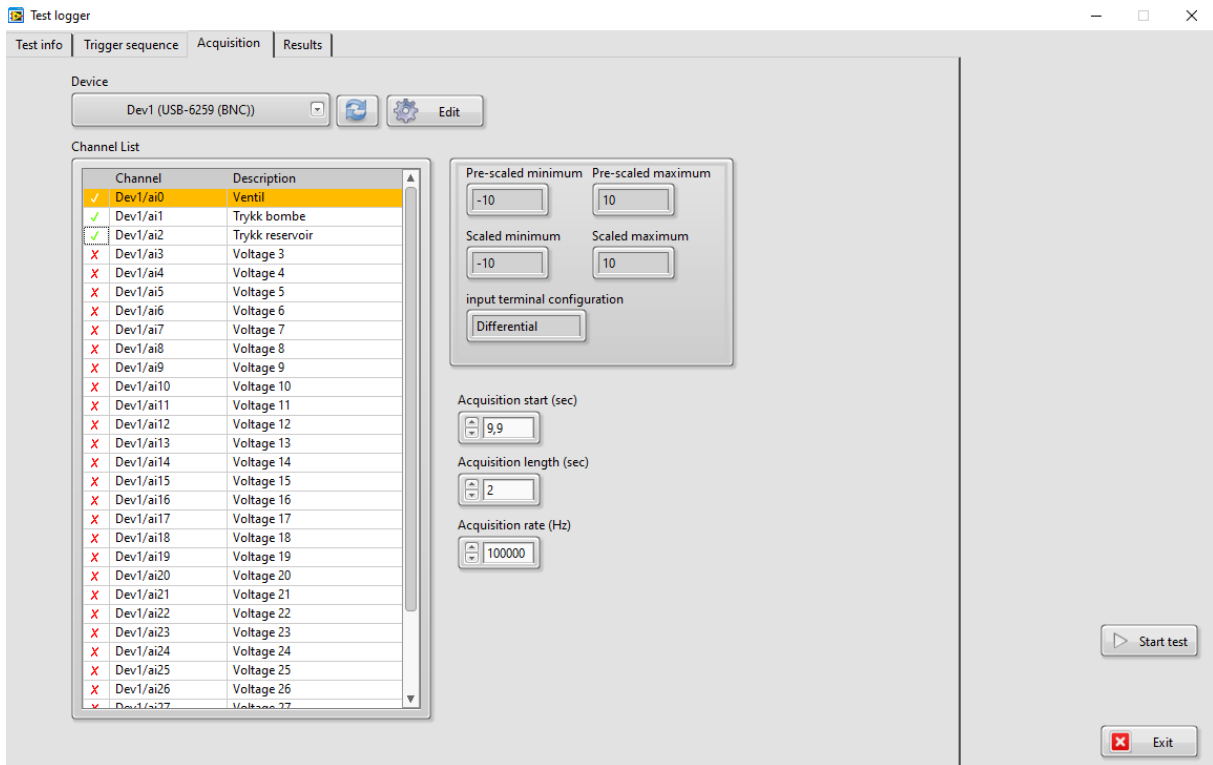 Test logger
Test info Trigger sequence Acquisition Results
Device
Dev1 (USB-6259 (BNC))
Edit
Channel List
Channel Description
Dev1/ai0 Ventil
Dev1/ai1 Trykk bombe
Dev1/ai2 Trykk reservoir
Dev1/ai3 Voltage 3
Dev1/ai4 Voltage 4
Dev1/ai5 Voltage 5
Dev1/ai6 Voltage 6
Dev1/ai7 Voltage 7
Dev1/ai8 Voltage 8
Dev1/ai9 Voltage 9
Dev1/ai10 Voltage 10
Dev1/ai11 Voltage 11
Dev1/ai12 Voltage 12
Dev1/ai13 Voltage 13
Dev1/ai14 Voltage 14
Dev1/ai15 Voltage 15
Dev1/ai16 Voltage 16
Dev1/ai17 Voltage 17
Dev1/ai18 Voltage 18
Dev1/ai19 Voltage 19
Dev1/ai20 Voltage 20
Dev1/ai21 Voltage 21
Dev1/ai22 Voltage 22
Dev1/ai23 Voltage 23
Dev1/ai24 Voltage 24
Dev1/ai25 Voltage 25
Dev1/ai26 Voltage 26
Dev1/ai27 Voltage 27
Pre-scaled minimum Pre-scaled maximum
-10 10
Scaled minimum Scaled maximum
-10 10
input terminal configuration
Differential
Acquisition start (sec)
9,9
Acquisition length (sec)
2
Acquisition rate (Hz)
100000
Start test
Exit